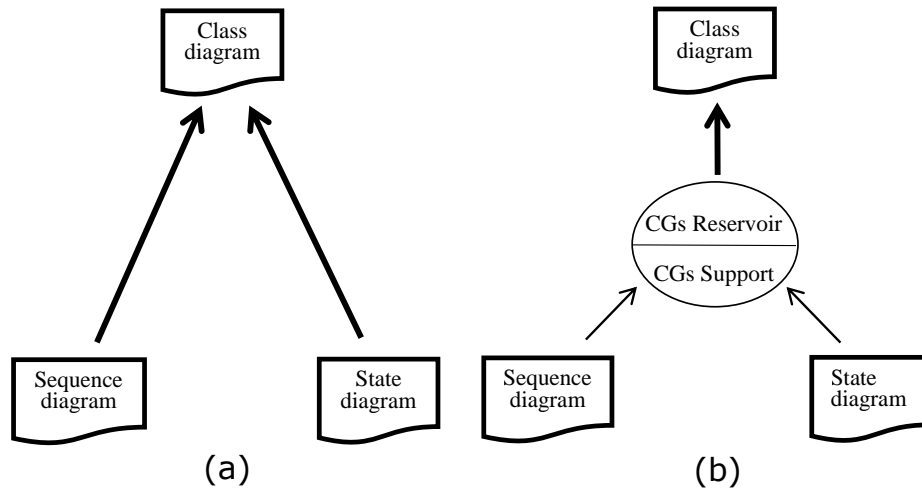 Class
diagram
Sequence
diagram
State
diagram
(a)
Class
diagram
CGs Reservoir
CGs Support
Sequence
diagram
State
diagram
(b)